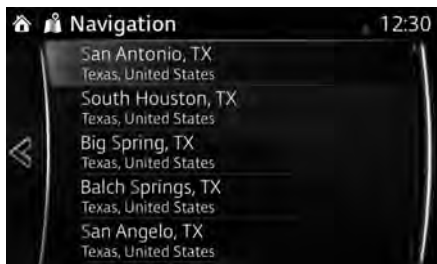 Navigation 12:30
San Antonio, TX
Texas, United States
South Houston, TX
Texas, United States
Big Spring, TX
Texas, United States
Balch Springs, TX
Texas, United States
San Angelo, TX
Texas, United States